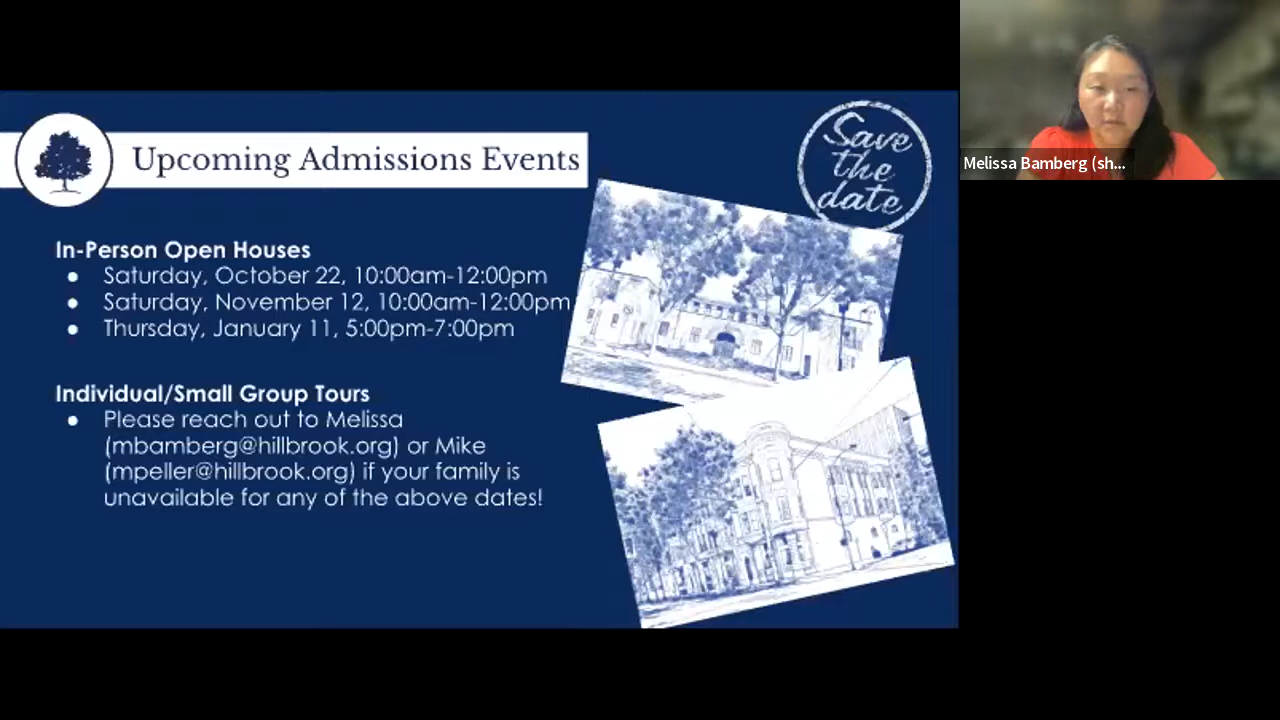 Save
the
date
Upcoming Admissions Events
In-Person Open Houses
● Saturday, October 22, 10:00am-12:00pm
● Saturday, November 12, 10:00am-12:00pm
● Thursday, January 11, 5:00pm-7:00pm
Individual/Small Group Tours
● Please reach out to Melissa
(mbamberg@hillbrook.org) or Mike
(mpeller@hillbrook.org) if your family is
unavailable for any of the above dates!
Melissa Bamberg (sh...